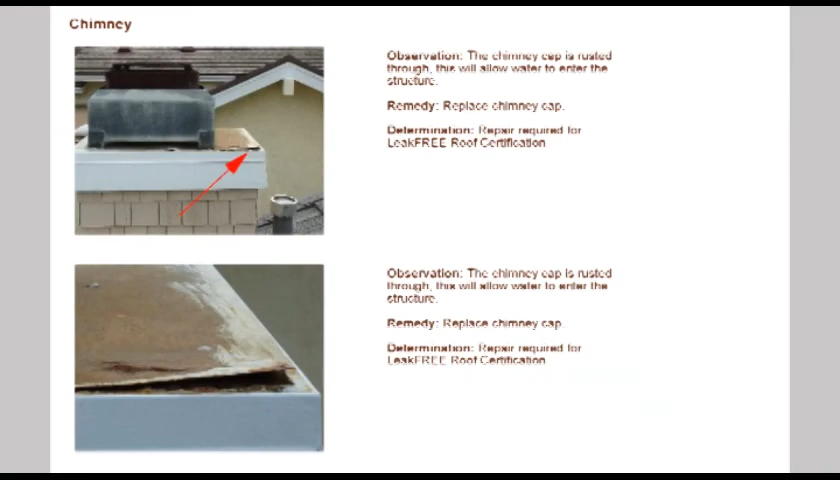 Chimney
Observation: The chimney cap is rusted
through, this will allow water to enter the
structure.
Remedy: Replace chimney cap.
Determination: Repair required for
LeakFREE Roof Certification
Observation: The chimney cap is rusted
through, this will allow water to enter the
structure.
Remedy: Replace chimney cap.
Determination: Repair required for
LeakFREE Roof Certification